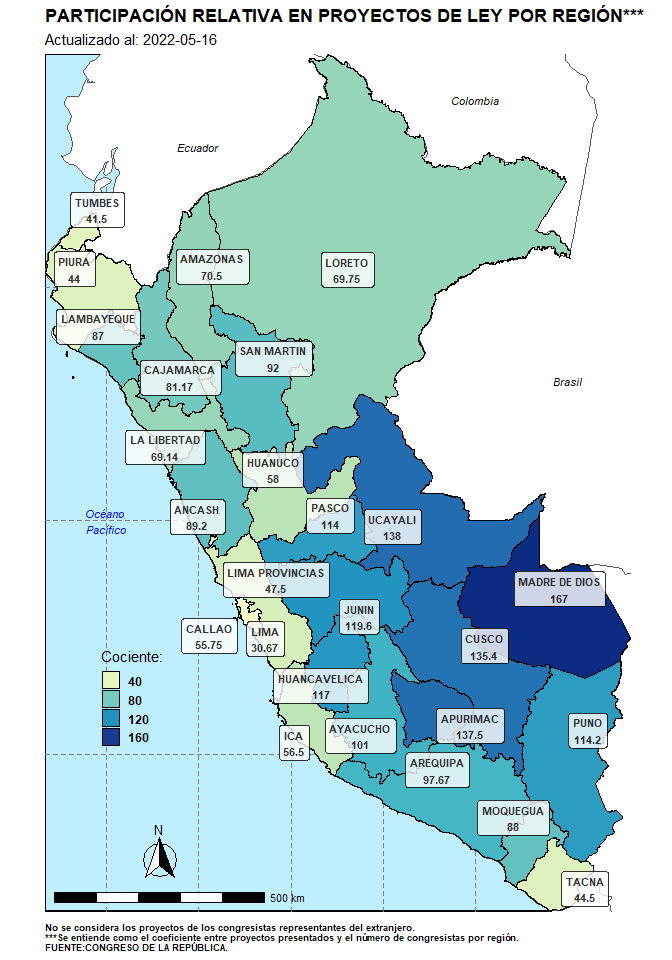 PARTICIPACIÓN RELATIVA EN PROYECTOS DE LEY POR REGIÓN***
Actualizado al: 2022-05-16
Colombia
Ecuador
TUMBES
41.5
PIURA
44
AMAZONAS
70.5
LORETO
69.75
LAMBAYEQUE
87
SAN MARTIN
92
CAJAMARCA
81.17
Brasil
LA LIBERTAD
69.14
HUANUCO
58
ANCASH
89.2
PASCO
114
UCAYALI
138
Océano
Pacífico
LIMA PROVINCIAS
47.5
MADRE DE DIOS
167
JUNIN
119.6
CALLAO
55.75
LIMA
30.67
CUSCO
135.4
Cociente:
40
80
120
160
HUANCAVELICA
117
ICA
56.5
AYACUCHO
101
APURIMAC
137.5
PUNO
114.2
AREQUIPA
97.67
MOQUEGUA
88
TACNA
44.5
N
500 km
No se considera los proyectos de los congresistas representantes del extranjero.
***Se entiende como el coeficiente entre proyectos presentados y el número de congresistas por región.
FUENTE:CONGRESO DE LA REPÚBLICA.